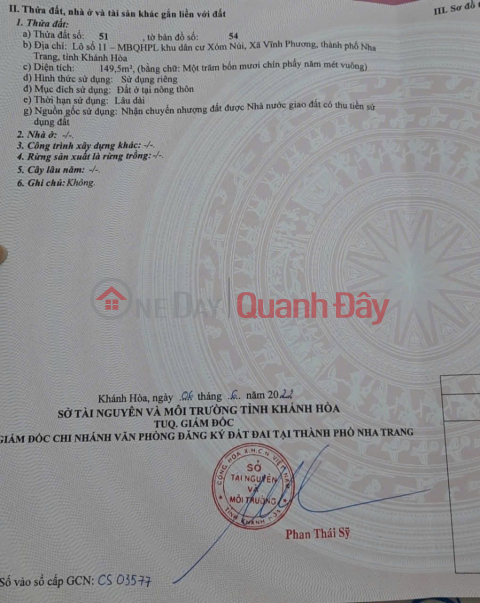 II. Thửa đất, nhà ở và tài sản khác gắn liền với đất
III. Sơ đồ
1. Thửa đất:
a) Thửa đất số: 51 , tờ bản đồ số: 54
b) Địa chỉ: Lô số 11 – MBQHPL khu dân cư Xóm Núi, Xã Vĩnh Phương, thành phố Nha
Trang, tỉnh Khánh Hòa
c) Diện tích: 149,5m², (bằng chữ: Một trăm bốn mươi chín phẩy năm mét vuông)
d) Hình thức sử dụng: Sử dụng riêng
đ) Mục đích sử dụng: Đất ở tại nông thôn
e) Thời hạn sử dụng: Lâu dài
g) Nguồn gốc sử dụng: Nhận chuyển nhượng đất được Nhà nước giao đất có thu tiền sử
dụng đất
2. Nhà ở: -/-.
3. Công trình xây dựng khác: -/-.
4. Rừng sản xuất là rừng trồng: -/-.
5. Cây lâu năm: -/-.
6. Ghi chú: Không.
ONEDAY Quanh Đây
Khánh Hòa, ngày tháng năm 2022
SỞ TÀI NGUYÊN VÀ MÔI TRƯỜNG TỈNH KHÁNH HÒA
TUQ. GIÁM ĐỐC
GIÁM ĐỐC CHI NHÁNH VĂN PHÒNG ĐĂNG KÝ ĐẤT ĐAI TẠI THÀNH PHỐ NHA TRANG
CỘNG HÒA X.H.C.N. VIỆT NAM
SỞ
TÀI NGUYÊN
VÀ
MÔI TRƯỜNG
TỈNH KHÁNH HÒA
Phan Thái Sỹ
Số vào sổ cấp GCN: CS 03577